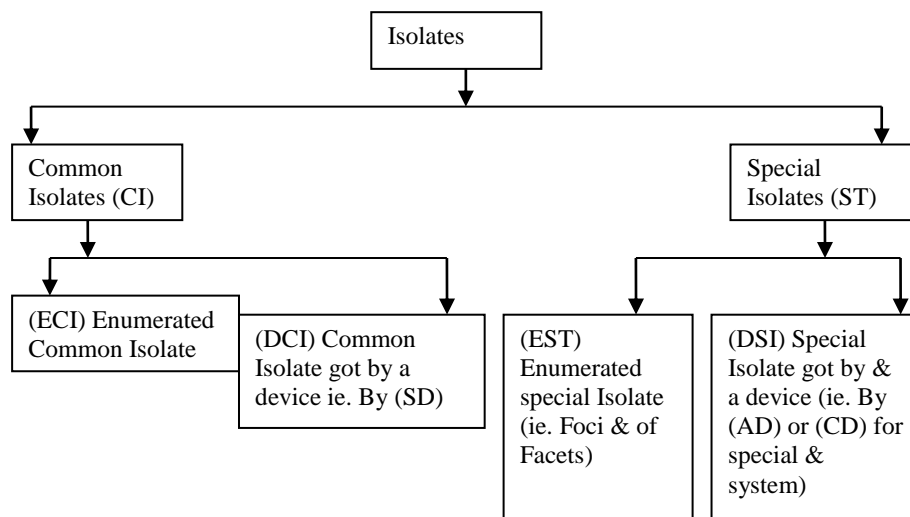 Isolates
Common
Isolates (CI)
Special
Isolates (ST)
(ECI) Enumerated
Common Isolate
(DCI) Common
Isolate got by a
device ie. By (SD)
(EST)
Enumerated
special Isolate
(ie. Foci & of
Facets)
(DSI) Special
Isolate got by &
a device (ie. By
(AD) or (CD) for
special &
system)